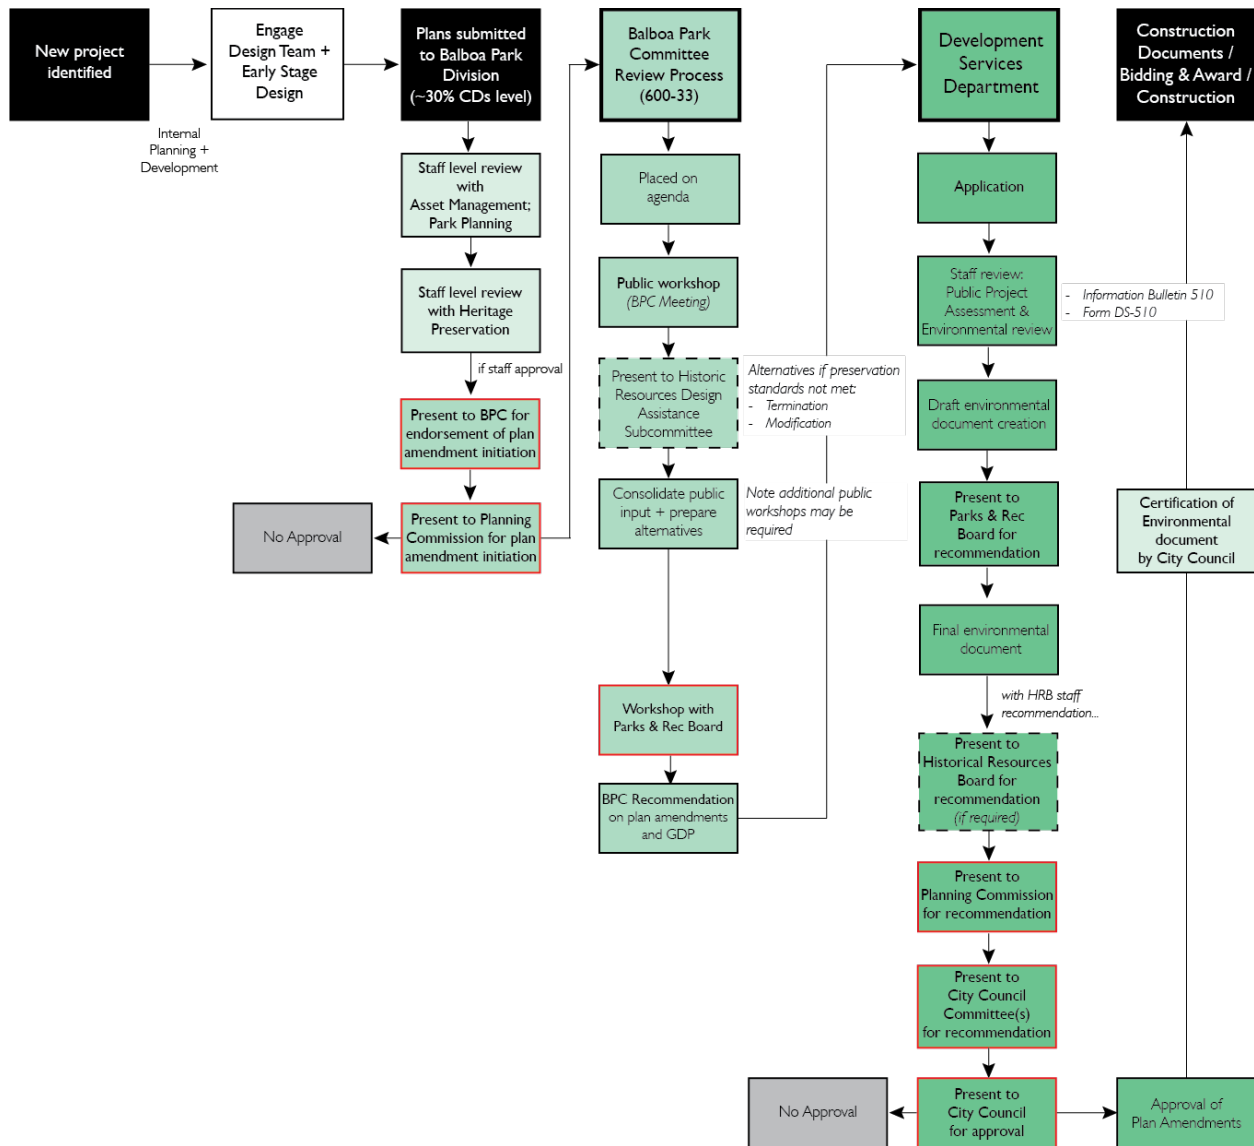 New project
identified
Internal
Planning +
Development
Engage
Design Team +
Early Stage
Design
Plans submitted
to Balboa Park
Division
(~30% CDs level)
Staff level review
with
Asset Management;
Park Planning
Staff level review
with Heritage
Preservation
if staff approval
Present to BPC for
endorsement of plan
amendment initiation
Present to Planning
Commission for plan
amendment initiation
No Approval
Balboa Park
Committee
Review Process
(600-33)
Placed on
agenda
Public workshop
(BPC Meeting)
Present to Historic
Resources Design
Assistance
Subcommittee
Alternatives if preservation
standards not met:
- Termination
- Modification
Consolidate public
input + prepare
alternatives
Note additional public
workshops may be
required
Workshop with
Parks & Rec Board
BPC Recommendation
on plan amendments
and GDP
Development
Services
Department
Application
Staff review:
Public Project
Assessment &
Environmental review
- Information Bulletin 510
- Form DS-510
Draft environmental
document creation
Present to
Parks & Rec
Board for
recommendation
Final environmental
document
with HRB staff
recommendation...
Present to
Historical Resources
Board for
recommendation
(if required)
Present to
Planning Commission
for recommendation
Present to
City Council
Committee(s)
for recommendation
Present to
City Council
for approval
No Approval
Approval of
Plan Amendments
Certification of
Environmental
document
by City Council
Construction
Documents /
Bidding & Award /
Construction